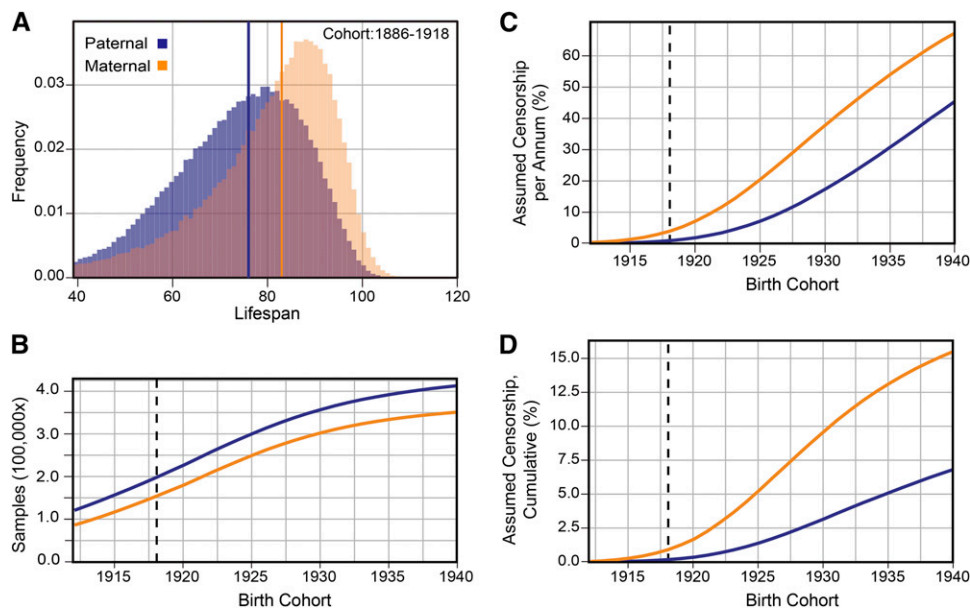 A
Cohort:1886-1918
Paternal
Maternal
Frequency
0.03
0.02
0.01
0.00
40 60 80 100 120
Lifespan
B
Samples (100,000x)
4.0
3.0
2.0
1.0
0.0
1915 1920 1925 1930 1935 1940
Birth Cohort
C
Assumed Censorship
per Annum (%)
60
50
40
30
20
10
0
1915 1920 1925 1930 1935 1940
Birth Cohort
D
Assumed Censorship,
Cumulative (%)
15.0
12.5
10.0
7.5
5.0
2.5
0.0
1915 1920 1925 1930 1935 1940
Birth Cohort